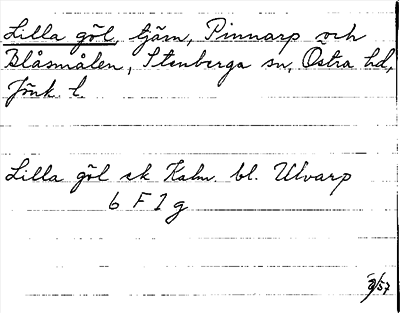 Lilla göl, tjärn, Pinnarp och
Blåsmålen, Stenberga sn, Östra hd,
Jönk. l.
Lilla göl ek Kalm. bl. Ulvarp
6 F 1 g
/57